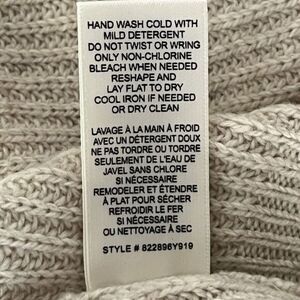 HAND WASH COLD WITH
MILD DETERGENT
DO NOT TWIST OR WRING
ONLY NON-CHLORINE
BLEACH WHEN NEEDED
RESHAPE AND
LAY FLAT TO DRY
COOL IRON IF NEEDED
OR DRY CLEAN
LAVAGE À LA MAIN À FROID
AVEC UN DÉTERGENT DOUX
NE PAS TORDRE OU TORDRE
SEULEMENT DE L'EAU DE
JAVEL SANS CHLORE
SI NÉCESSAIRE
REMODELER ET ÉTENDRE
À PLAT POUR SÉCHER
REFROIDIR LE FER
SI NÉCESSAIRE
OU NETTOYAGE À SEC
STYLE # 822896Y919